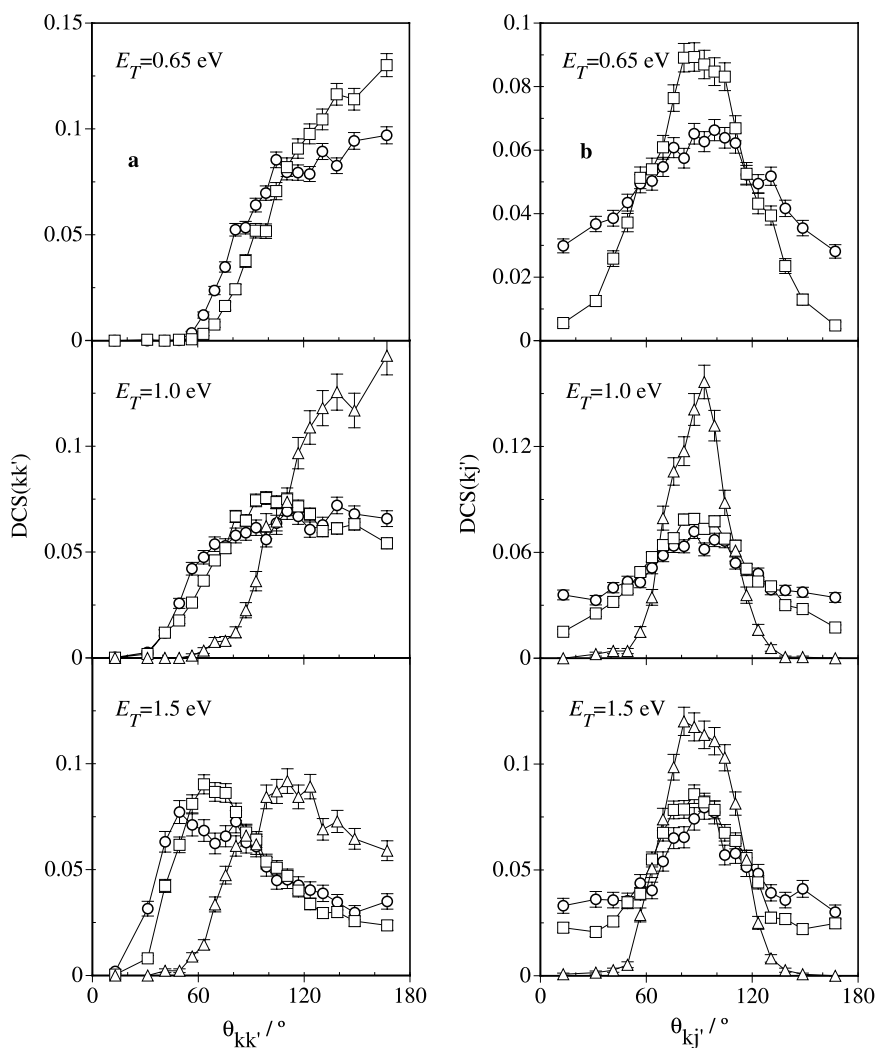 0.15
E_T=0.65 eV
0.1
a
0.05
0
E_T=1.0 eV
0.1
0.05
0
E_T=1.5 eV
0.1
0.05
0
0 60 120 180
θkk' / º
DCS(kk')
0.1
E_T=0.65 eV
0.08
0.06
b
0.04
0.02
0
E_T=1.0 eV
0.12
0.06
0
E_T=1.5 eV
0.1
0.05
0
0 60 120 180
θkj' / º
DCS(kj')